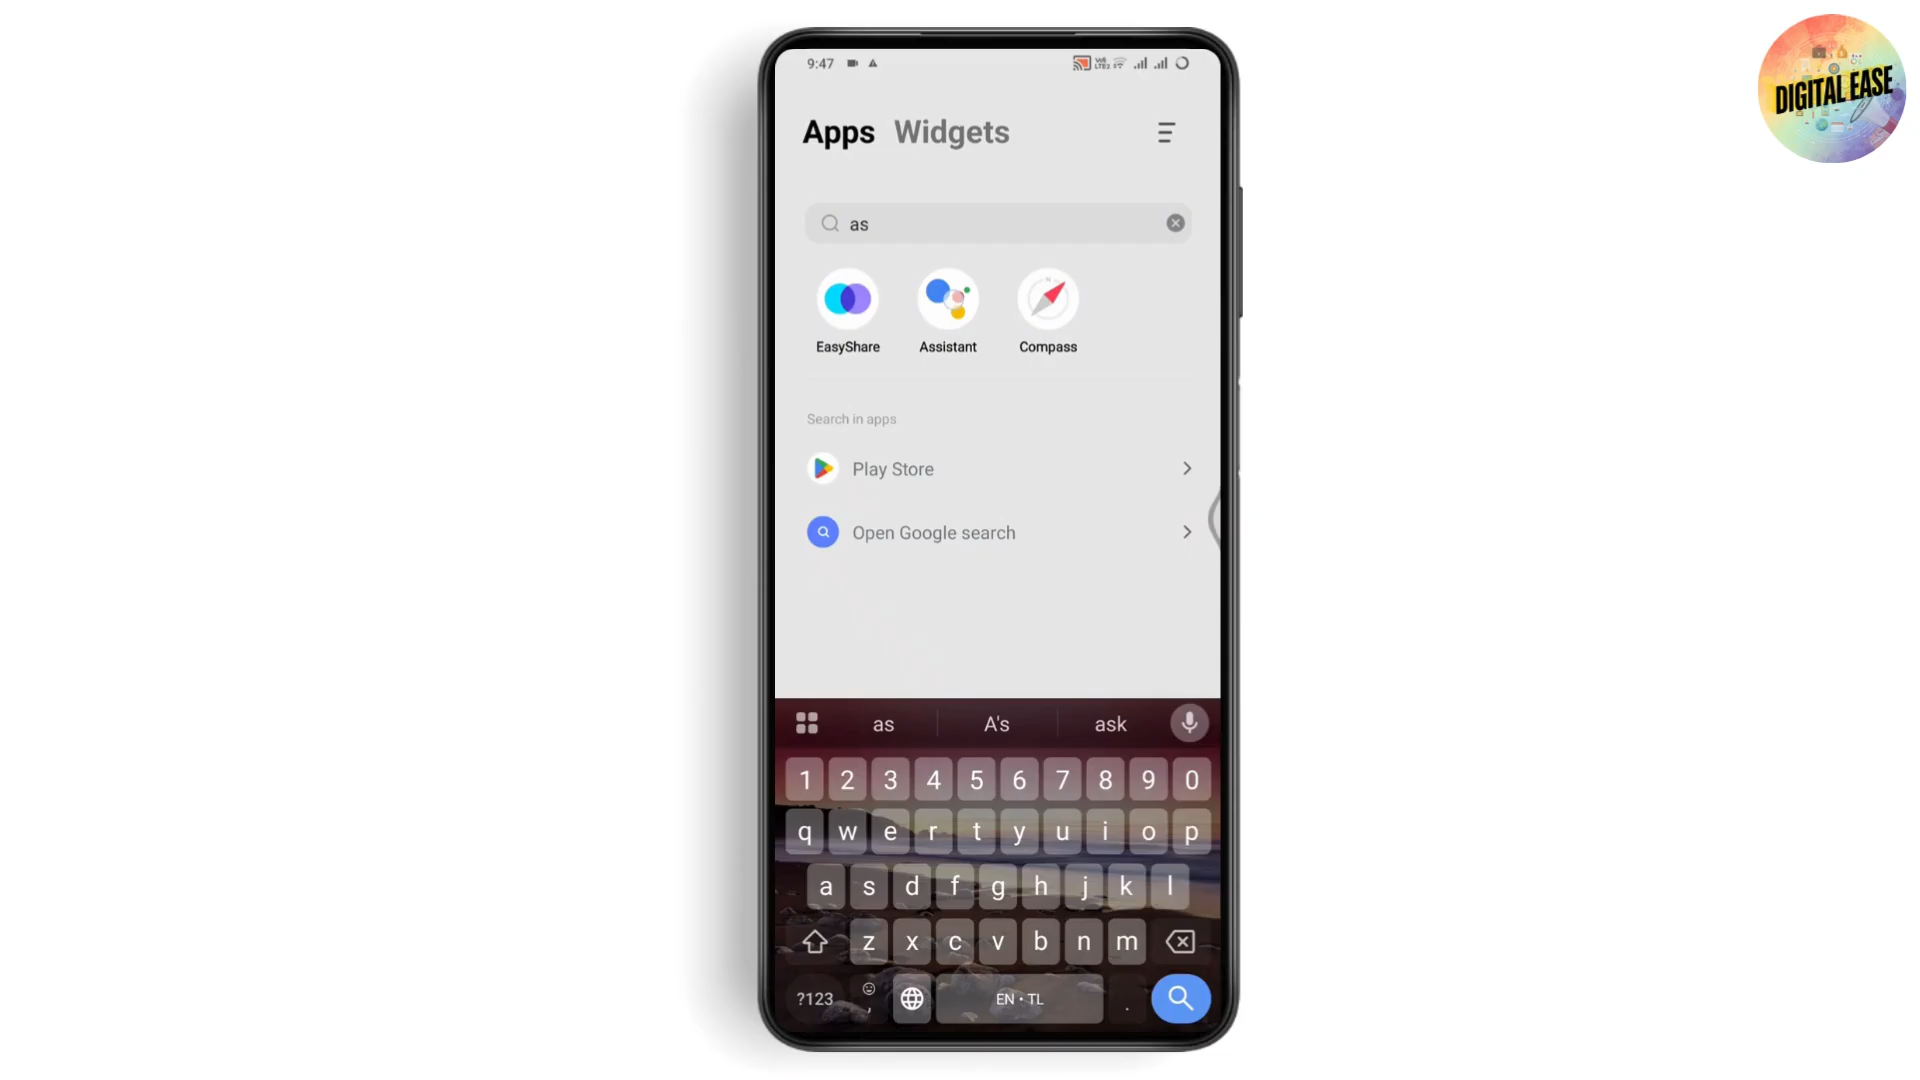 9:47
DIGITAL EASE
Apps Widgets
as
EasyShare Assistant Compass
Search in apps
Play Store
Open Google search
as A's ask
1 2 3 4 5 6 7 8 9 0
q w e r t y u i o p
a s d f g h j k l
z x c v b n m
?123 , EN • TL .